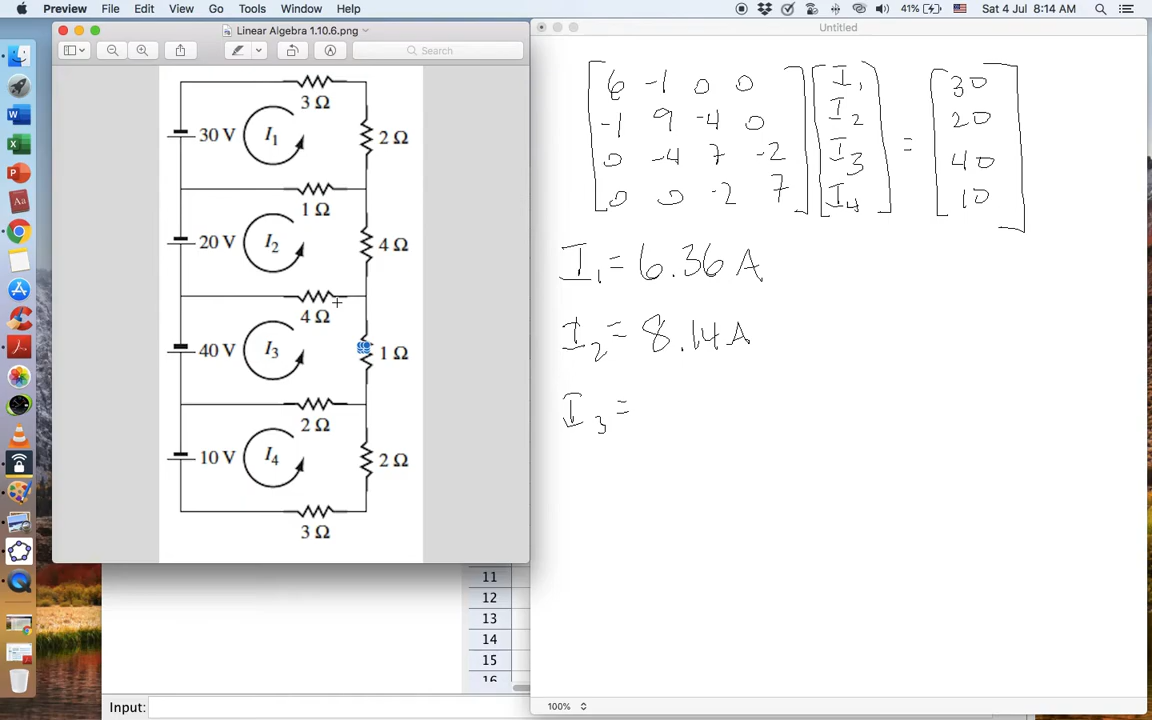 Preview File Edit View Go Tools Window Help 41% Sat 4 Jul 8:14 AM
Linear Algebra 1.10.6.png
Search
3 Ω
30 V I1 2 Ω
1 Ω
20 V I2 4 Ω
4 Ω
40 V I3 1 Ω
2 Ω
10 V I4 2 Ω
3 Ω
11
12
13
14
15
16
Input:
Untitled
6 -1 0 0 I1 30
-1 9 -4 0 I2 = 20
0 -4 7 -2 I3 40
0 0 -2 7 I4 10
I1 = 6.36 A
I2 = 8.14 A
I3 =
100%